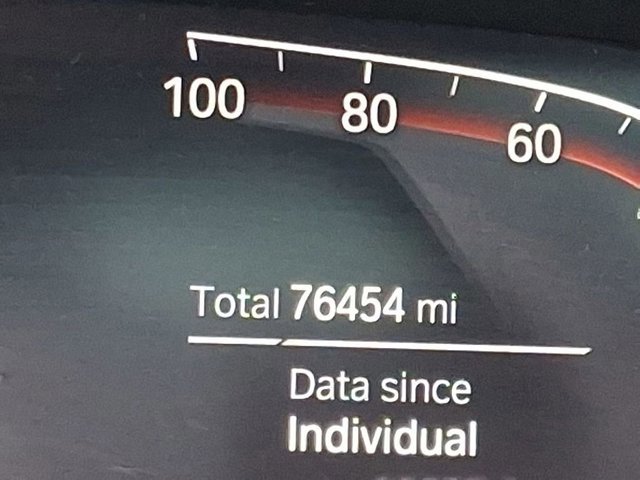 100 80 60
Total 76454 mi
Data since
Individual